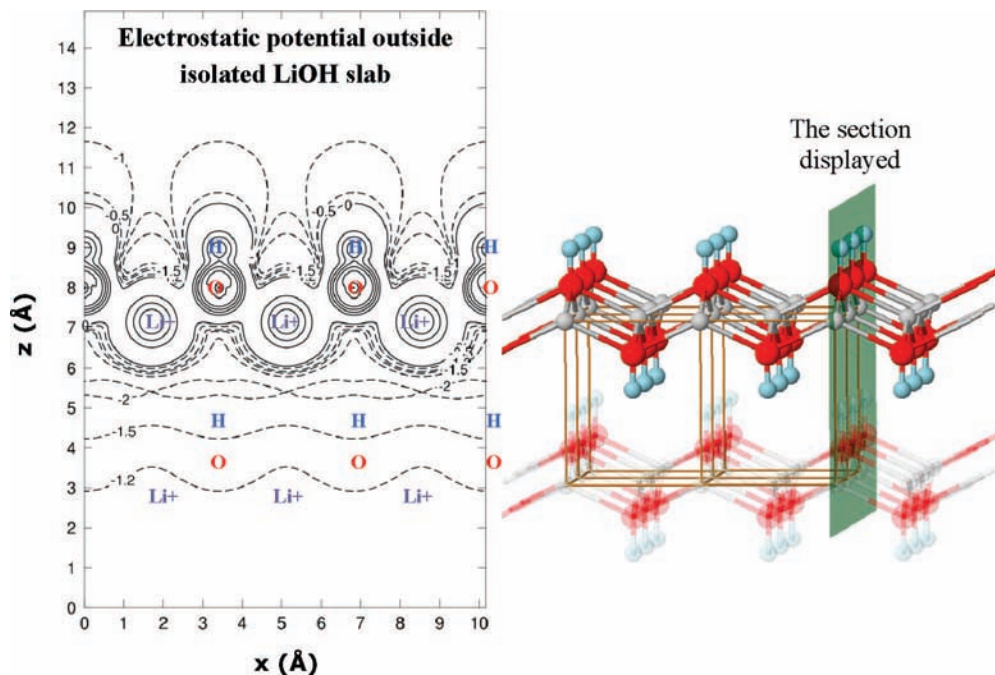 Electrostatic potential outside
isolated LiOH slab
14
13
12
11
10
9
8
7
6
5
4
3
2
1
0
z (Å)
-1
-0.5
0
-0.5
0
-1.5
-1.5
-1.5
-1.5
-2
-1.5
-1.2
H
H
H
O
O
O
Li+
Li+
Li+
H
H
H
O
O
O
Li+
Li+
Li+
0
1
2
3
4
5
6
7
8
9
10
x (Å)
The section
displayed